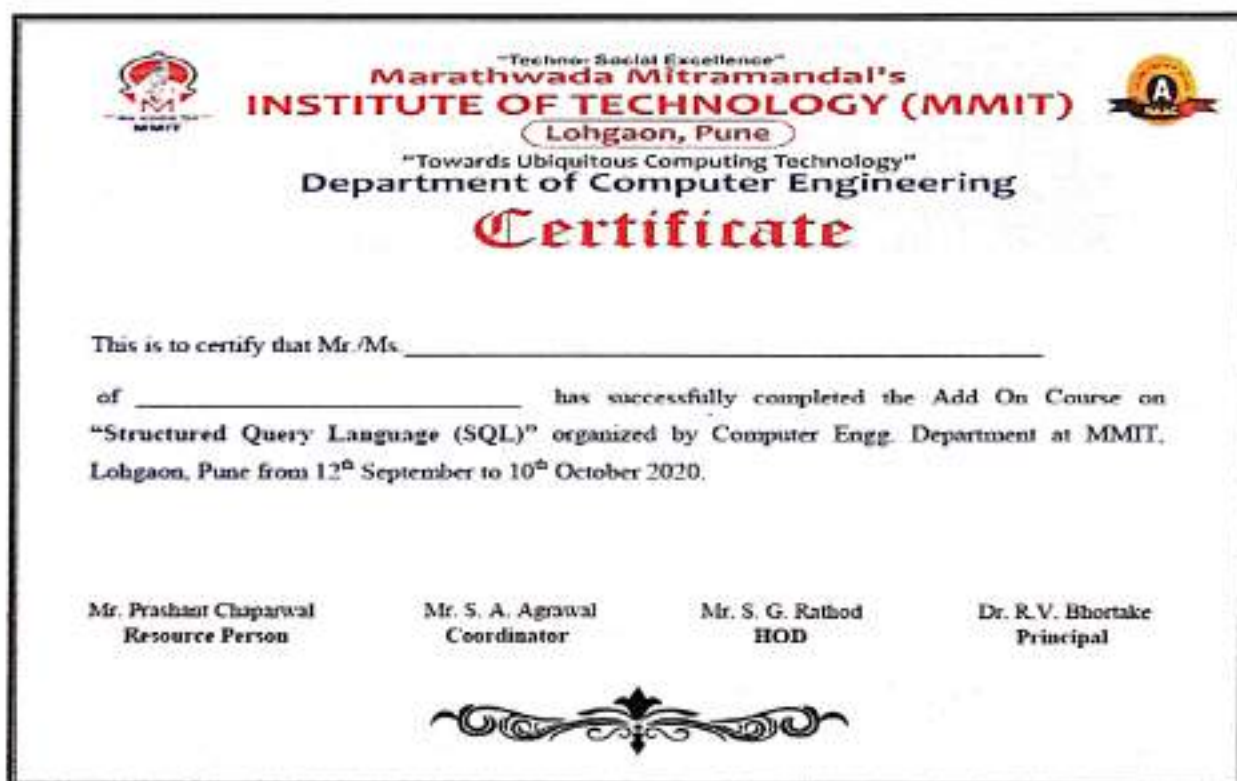 "Techno- Social Excellence"
Marathwada Mitramandal's
INSTITUTE OF TECHNOLOGY (MMIT)
Lohgaon, Pune
"Towards Ubiquitous Computing Technology"
Department of Computer Engineering
Certificate
MMIT
A
This is to certify that Mr./Ms.
of has successfully completed the Add On Course on
"Structured Query Language (SQL)" organized by Computer Engg. Department at MMIT,
Lohgaon, Pune from 12th September to 10th October 2020.
Mr. Prashant Chaparwal Mr. S. A. Agrawal Mr. S. G. Rathod Dr. R.V. Bhortake
Resource Person Coordinator HOD Principal